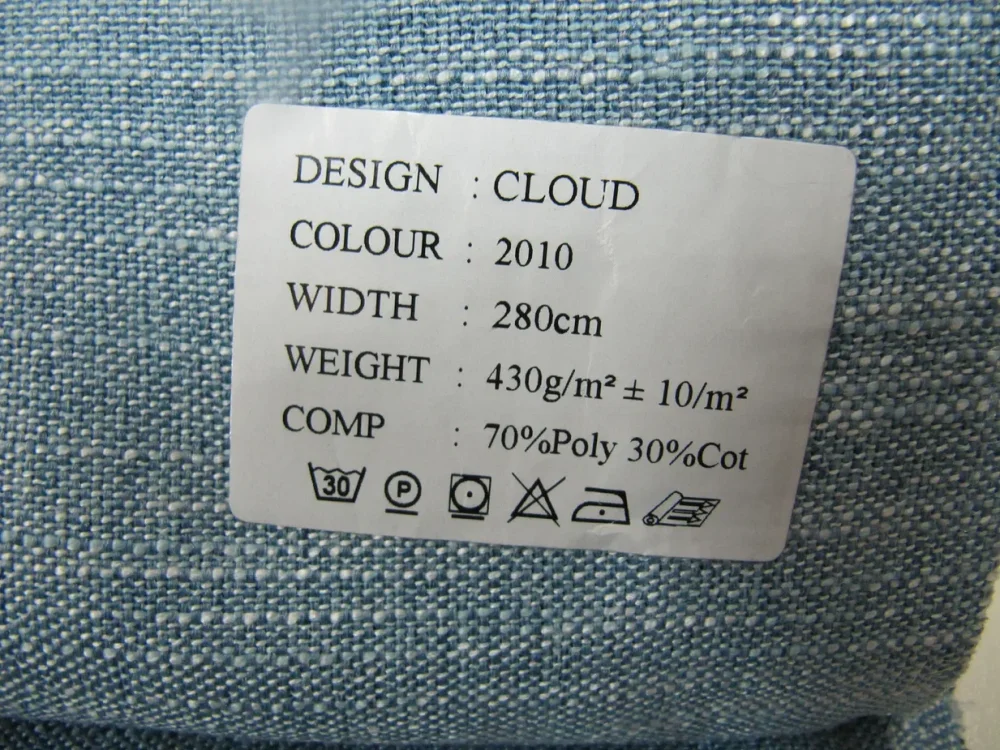 DESIGN : CLOUD
COLOUR : 2010
WIDTH : 280cm
WEIGHT : 430g/m² ± 10/m²
COMP : 70%Poly 30%Cot
30 P